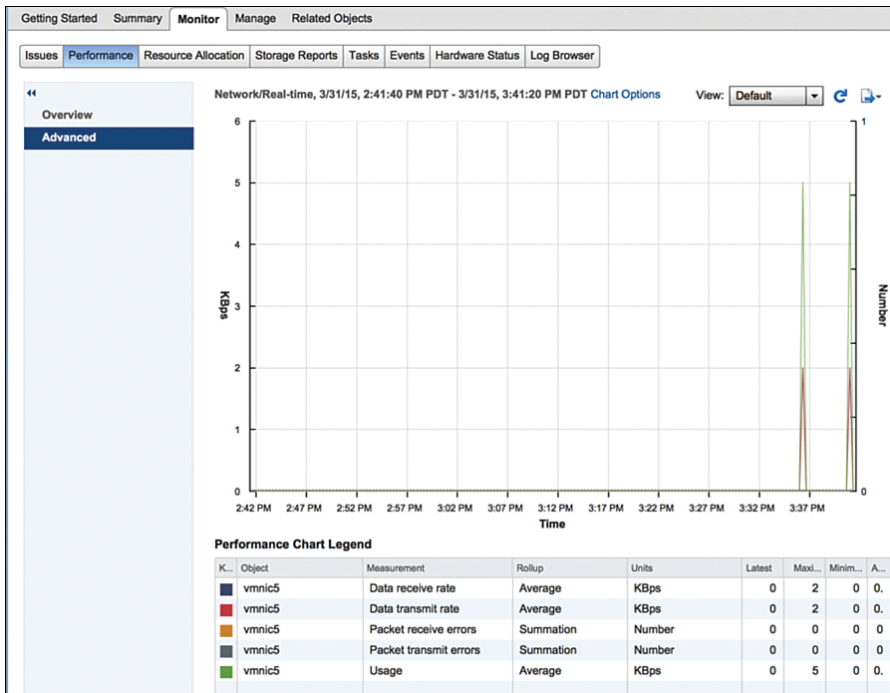 Getting Started Summary Monitor Manage Related Objects
Issues Performance Resource Allocation Storage Reports Tasks Events Hardware Status Log Browser
Overview
Advanced
Network/Real-time, 3/31/15, 2:41:40 PM PDT - 3/31/15, 3:41:20 PM PDT Chart Options View: Default
6 1
5
4
KBps 3 Number
2
1
0 0
2:42 PM 2:47 PM 2:52 PM 2:57 PM 3:02 PM 3:07 PM 3:12 PM 3:17 PM 3:22 PM 3:27 PM 3:32 PM 3:37 PM
Time
Performance Chart Legend
K... Object Measurement Rollup Units Latest Maxi... Minim... A...
vmnic5 Data receive rate Average KBps 0 2 0 0.
vmnic5 Data transmit rate Average KBps 0 2 0 0.
vmnic5 Packet receive errors Summation Number 0 0 0 0
vmnic5 Packet transmit errors Summation Number 0 0 0 0
vmnic5 Usage Average KBps 0 5 0 0.